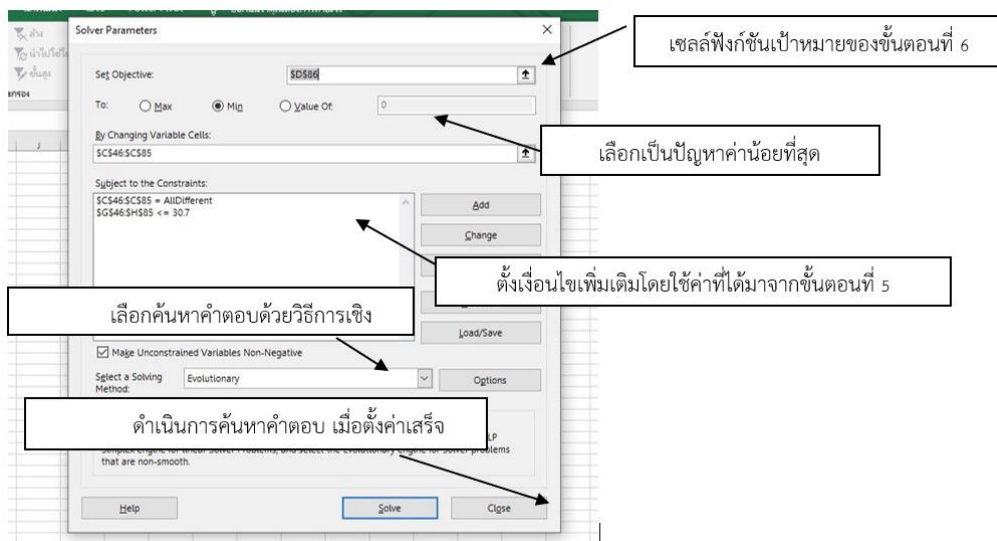 ล้าง
Solver Parameters
เซลล์ฟังก์ชันเป้าหมายของขั้นตอนที่ 6
ขั้นสูง
Set Objective:
$D$86
To:
Max
Min
Value Of:
0
เลือกเป็นปัญหาค่าน้อยที่สุด
By Changing Variable Cells:
$C$46:$C$85
J
Subject to the Constraints:
$C$46:$C$85 = AllDifferent
$G$46:$H$85 <= 30.7
Add
Change
ตั้งเงื่อนไขเพิ่มเติมโดยใช้ค่าที่ได้มาจากขั้นตอนที่ 5
เลือกค้นหาคำตอบด้วยวิธีการเชิง
Load/Save
Make Unconstrained Variables Non-Negative
Select a Solving Method:
Evolutionary
Options
ดำเนินการค้นหาคำตอบ เมื่อตั้งค่าเสร็จ
LP
Simplex engine for linear Solver Problems, and select the Evolutionary engine for Solver problems
that are non-smooth.
Help
Solve
Close